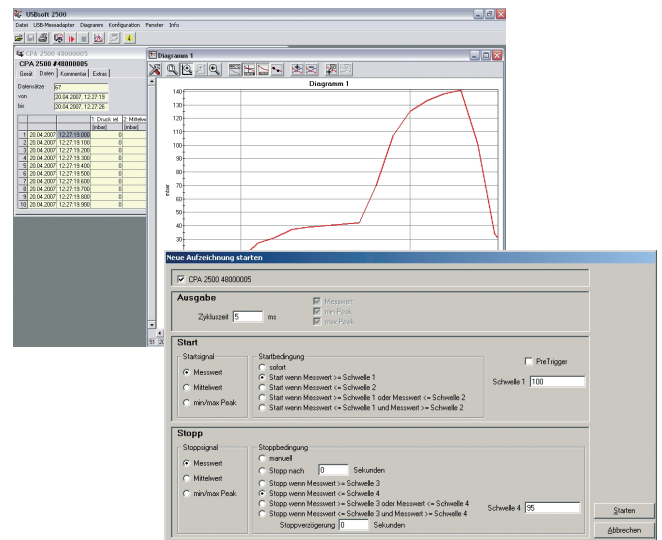 USBsoft 2500
Datei USB-Messadapter Diagramm Konfiguration Fenster Info
CPA 2500 48000005
CPA 2500 #48000005
Gerät Daten Kommentar Extras
Datensätze 67
von 20.04.2007, 12:27:19
bis 20.04.2007, 12:27:26
1: Druck rel. 2: Mittelwe
[mbar] [mbar]
1 20.04.2007 12:27:19.000 0
2 20.04.2007 12:27:19.100 0
3 20.04.2007 12:27:19.200 0
4 20.04.2007 12:27:19.300 0
5 20.04.2007 12:27:19.400 0
6 20.04.2007 12:27:19.500 0
7 20.04.2007 12:27:19.600 0
8 20.04.2007 12:27:19.700 0
9 20.04.2007 12:27:19.800 0
10 20.04.2007 12:27:19.900 0
Diagramm 1
Diagramm 1
140
130
120
110
100
90
80
70
60
50
40
30
mbar
Neue Aufzeichnung starten
CPA 2500 48000005
Ausgabe
Zykluszeit 5 ms
Messwert
min Peak
max Peak
Start
Startsignal
Messwert
Mittelwert
min/max Peak
Startbedingung
sofort
Start wenn Messwert >= Schwelle 1
Start wenn Messwert <= Schwelle 2
Start wenn Messwert >= Schwelle 1 oder Messwert <= Schwelle 2
Start wenn Messwert <= Schwelle 1 und Messwert >= Schwelle 2
PreTrigger
Schwelle 1 100
Stopp
Stoppsignal
Messwert
Mittelwert
min/max Peak
Stoppbedingung
manuell
Stopp nach 0 Sekunden
Stopp wenn Messwert >= Schwelle 3
Stopp wenn Messwert <= Schwelle 4
Stopp wenn Messwert >= Schwelle 3 oder Messwert <= Schwelle 4
Stopp wenn Messwert <= Schwelle 3 und Messwert >= Schwelle 4
Stoppverzögerung 0 Sekunden
Schwelle 4 95
Starten
Abbrechen